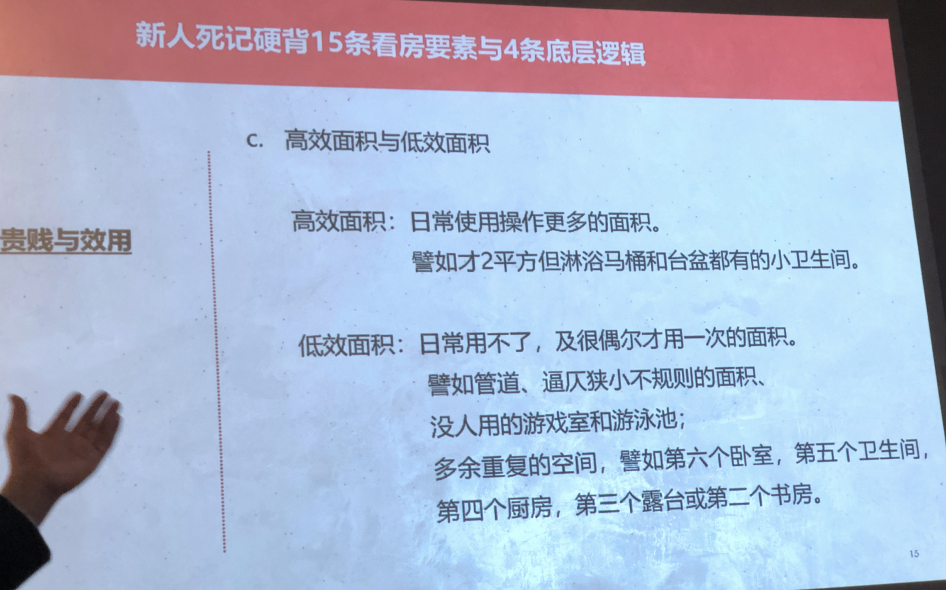 新人死记硬背15条看房要素与4条底层逻辑
c. 高效面积与低效面积
贵贱与效用
高效面积：日常使用操作更多的面积。
譬如才2平方但淋浴马桶和台盆都有的小卫生间。
低效面积：日常用不了，及很偶尔才用一次的面积。
譬如管道、逼仄狭小不规则的面积、
没人用的游戏室和游泳池；
多余重复的空间，譬如第六个卧室，第五个卫生间，
第四个厨房，第三个露台或第二个书房。
15